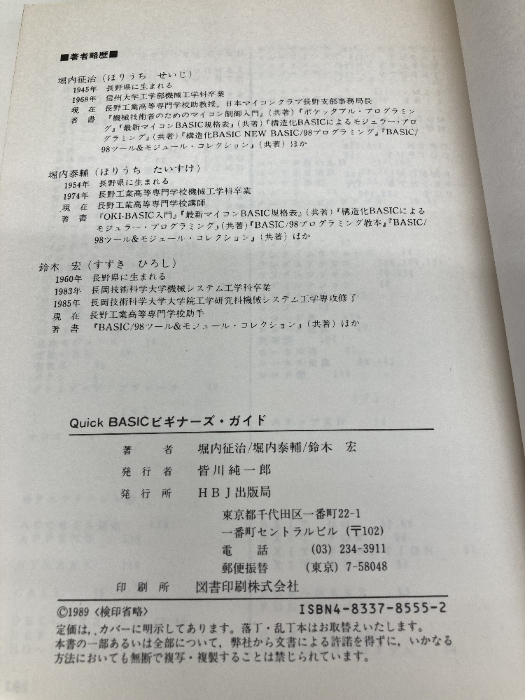 ■著者略歴■
堀内征治(ほりうち せいじ)
1945年 長野県に生まれる
1968年 信州大学工学部機械工学科卒業
現 在 長野工業高等専門学校助教授，日本マイコンクラブ長野支部事務局長
著 書 『機械技術者のためのマイコン制御入門』(共著)『ポケッタブル・プログラミン
グ』『最新マイコンBASIC規格表』(共著)『構造化BASICによるモジュラー・プロ
グラミング』(共著)『構造化BASIC NEW BASIC/98プログラミング』『BASIC/
98ツール&モジュール・コレクション』(共著)ほか
堀内泰輔(ほりうち たいすけ)
1954年 長野県に生まれる
1974年 長野工業高等専門学校機械工学科卒業
現 在 長野工業高等専門学校講師
著 書 『OKI-BASIC入門』『最新マイコンBASIC規格表』(共著)『構造化BASICによる
モジュラー・プログラミング』(共著)『BASIC/98プログラミング教本』『BASIC/
98ツール&モジュール・コレクション』(共著)ほか
鈴木 宏(すずき ひろし)
1960年 長野県に生まれる
1983年 長岡技術科学大学機械システム工学科卒業
1985年 長岡技術科学大学大学院工学研究科機械システム工学専攻修了
現 在 長野工業高等専門学校助手
著 書 『BASIC/98ツール&モジュール・コレクション』(共著)ほか
Quick BASICビギナーズ・ガイド
著 者 堀内征治/堀内泰輔/鈴木 宏
発 行 者 皆川純一郎
発 行 所 HBJ出版局
東京都千代田区一番町22-1
一番町セントラルビル(〒102)
電 話 (03) 234-3911
郵便振替 (東京) 7-58048
印 刷 所 図書印刷株式会社
©1989〈検印省略〉 ISBN4-8337-8555-2
定価は、カバーに明示してあります。落丁・乱丁本はお取替えいたします。
本書の一部あるいは全部について，弊社から文書による許諾を得ずに，いかなる
方法においても無断で複写・複製することは禁じられています。